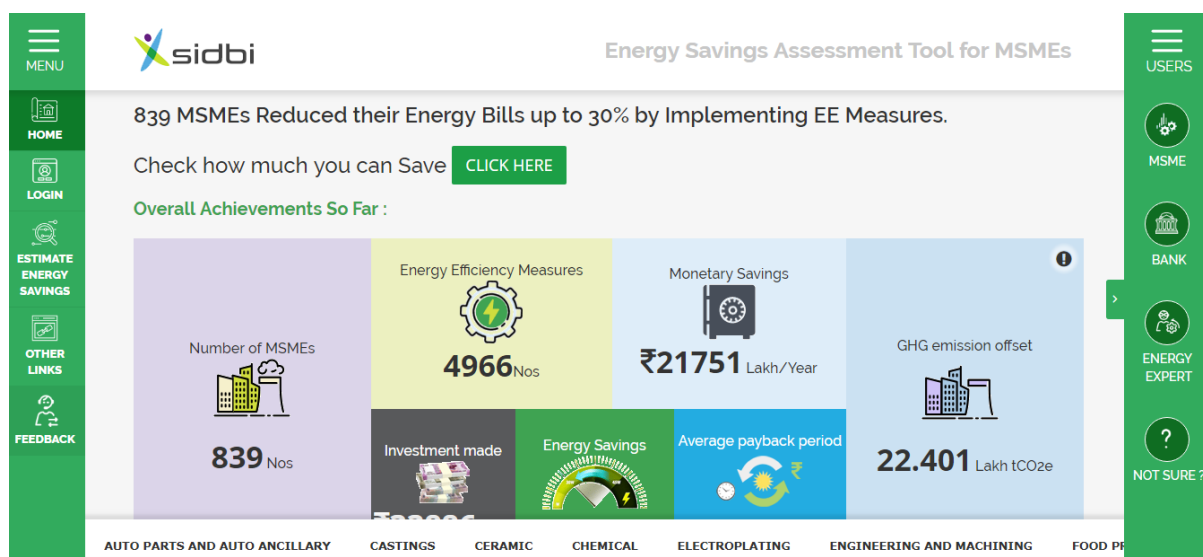 MENU
sidbi
Energy Savings Assessment Tool for MSMEs
USERS
HOME
LOGIN
ESTIMATE
ENERGY
SAVINGS
OTHER
LINKS
FEEDBACK
839 MSMEs Reduced their Energy Bills up to 30% by Implementing EE Measures.
Check how much you can Save CLICK HERE
Overall Achievements So Far :
Number of MSMEs
839 Nos
Energy Efficiency Measures
4966Nos
Monetary Savings
₹21751 Lakh/Year
GHG emission offset
22.401 Lakh tCO2e
Investment made
Energy Savings
Average payback period
MSME
BANK
ENERGY
EXPERT
?
NOT SURE ?
AUTO PARTS AND AUTO ANCILLARY CASTINGS CERAMIC CHEMICAL ELECTROPLATING ENGINEERING AND MACHINING FOOD